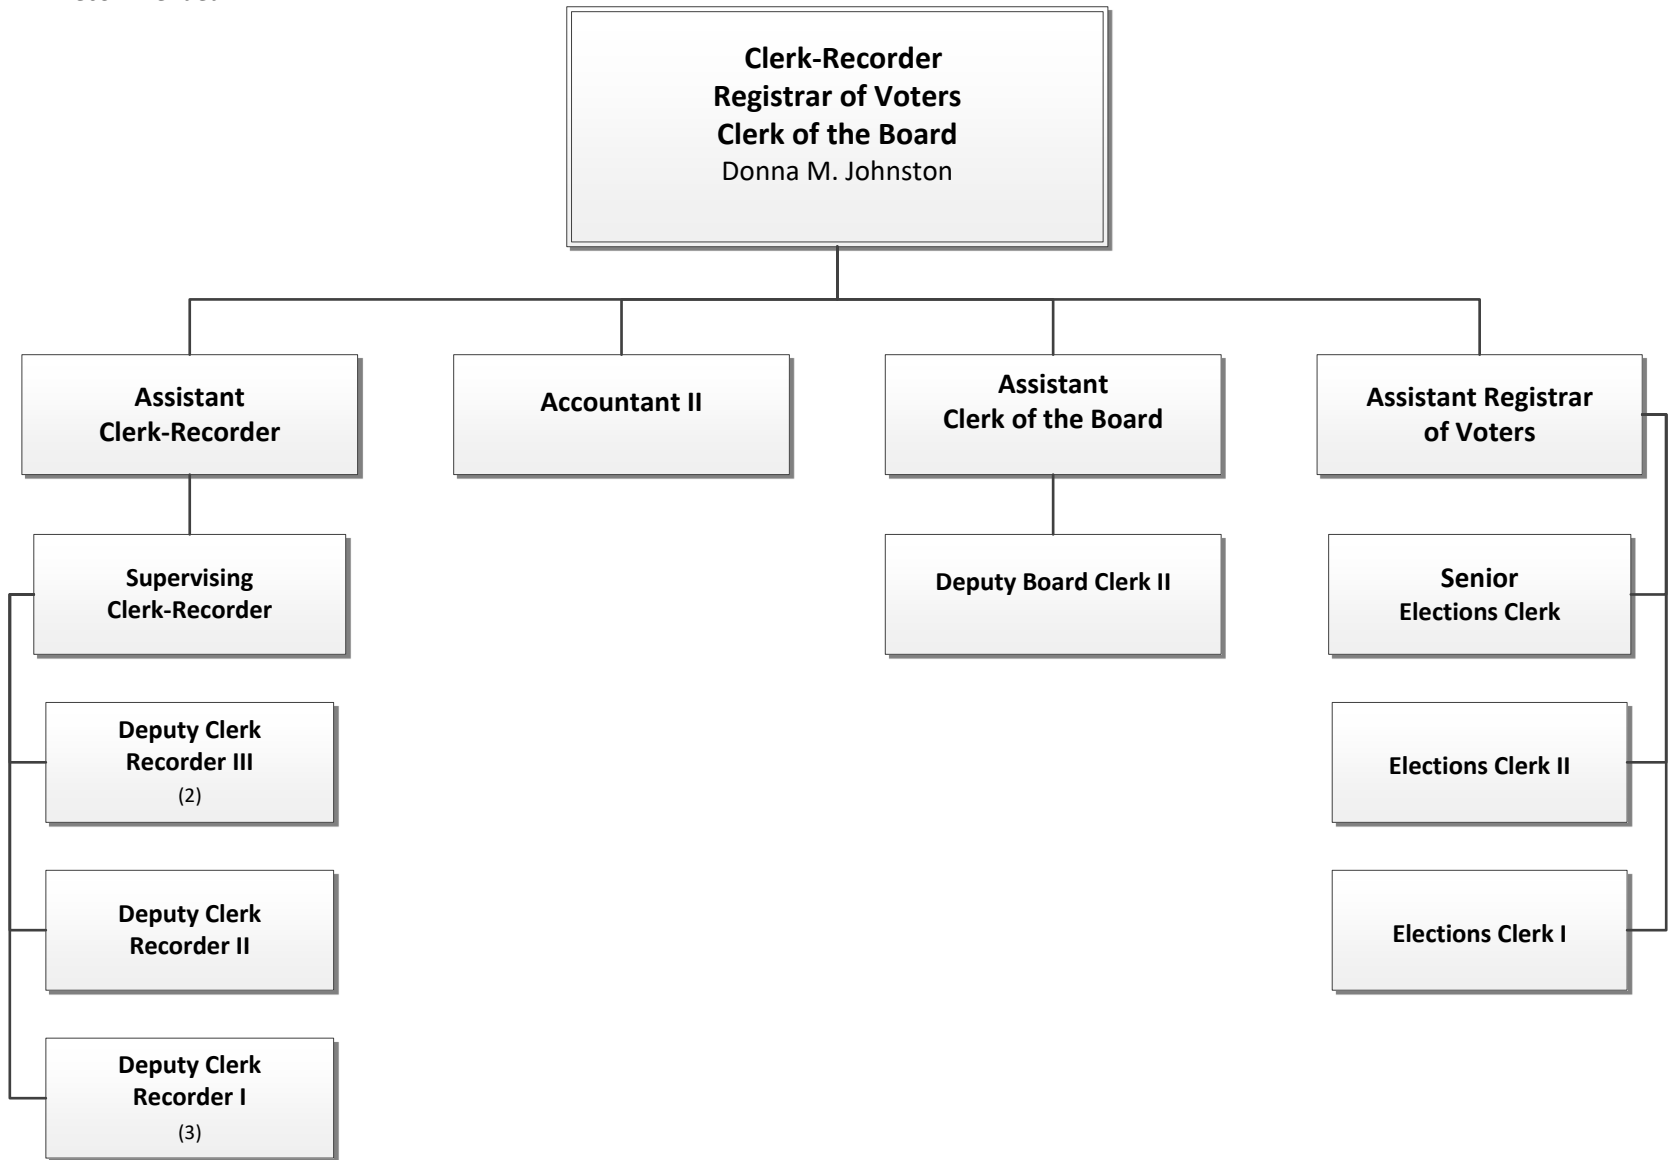 Clerk-Recorder
Registrar of Voters
Clerk of the Board
Donna M. Johnston
Assistant
Clerk-Recorder
Accountant II
Assistant
Clerk of the Board
Assistant Registrar
of Voters
Supervising
Clerk-Recorder
Deputy Board Clerk II
Senior
Elections Clerk
Deputy Clerk
Recorder III
(2)
Elections Clerk II
Deputy Clerk
Recorder II
Elections Clerk I
Deputy Clerk
Recorder I
(3)